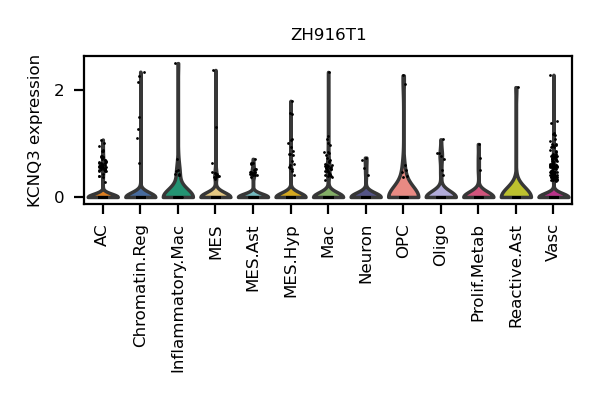 ZH916T1
KCNQ3 expression
2
0
AC
Chromatin.Reg
Inflammatory.Mac
MES
MES.Ast
MES.Hyp
Mac
Neuron
OPC
Oligo
Prolif.Metab
Reactive.Ast
Vasc